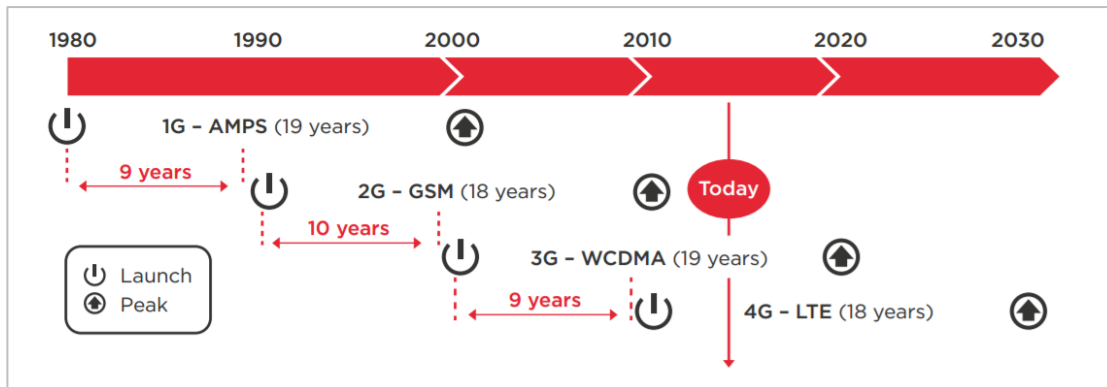 1980 1990 2000 2010 2020 2030
1G – AMPS (19 years)
9 years
Today
2G – GSM (18 years)
10 years
3G – WCDMA (19 years)
Launch
9 years
Peak
4G – LTE (18 years)